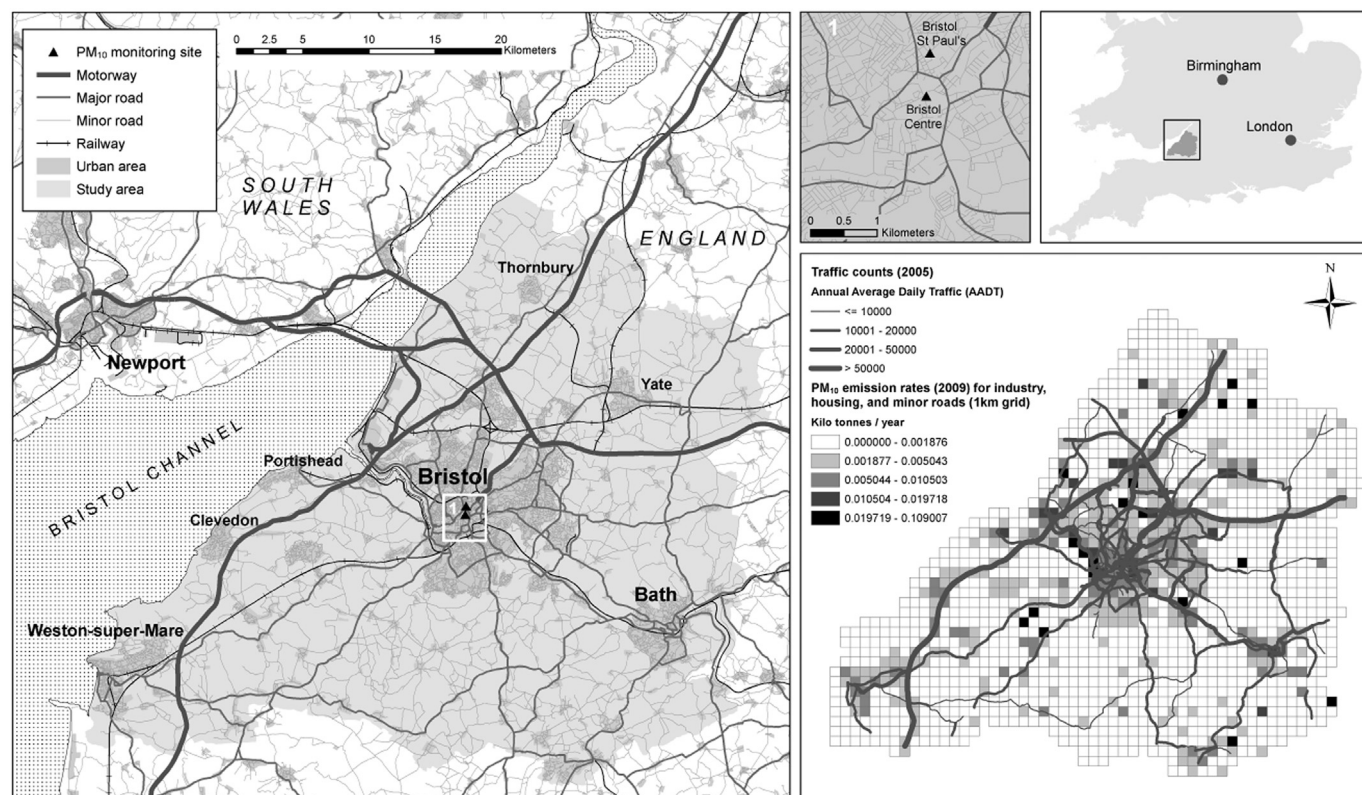 PM₁₀ monitoring site
Motorway
Major road
Minor road
Railway
Urban area
Study area
0 5 10 15 20
Kilometers
SOUTH
WALES
ENGLAND
Thornbury
Newport
Yate
BRISTOL CHANNEL
Portishead
Bristol
1
Clevedon
Bath
Weston-super-Mare
1
Bristol
St Paul's
Bristol
Centre
0 0.5 1
Kilometers
Birmingham
London
Traffic counts (2005)
Annual Average Daily Traffic (AADT)
<= 10000
10001 - 20000
20001 - 50000
> 50000
PM₁₀ emission rates (2009) for industry,
housing, and minor roads (1km grid)
Kilo tonnes / year
0.000000 - 0.001876
0.001877 - 0.005043
0.005044 - 0.010503
0.010504 - 0.019718
0.019719 - 0.109007
N